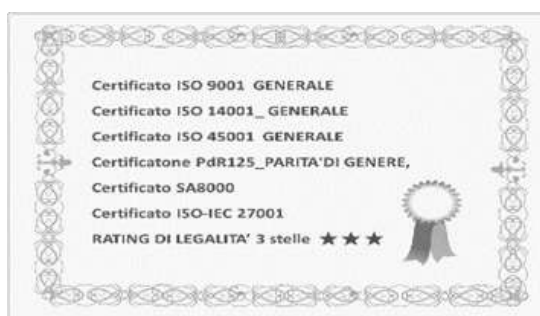 Certificato ISO 9001 GENERALE
Certificato ISO 14001_ GENERALE
Certificato ISO 45001 GENERALE
Certificatone PdR125_PARITA'DI GENERE,
Certificato SA8000
Certificato ISO-IEC 27001
RATING DI LEGALITA' 3 stelle ★ ★ ★